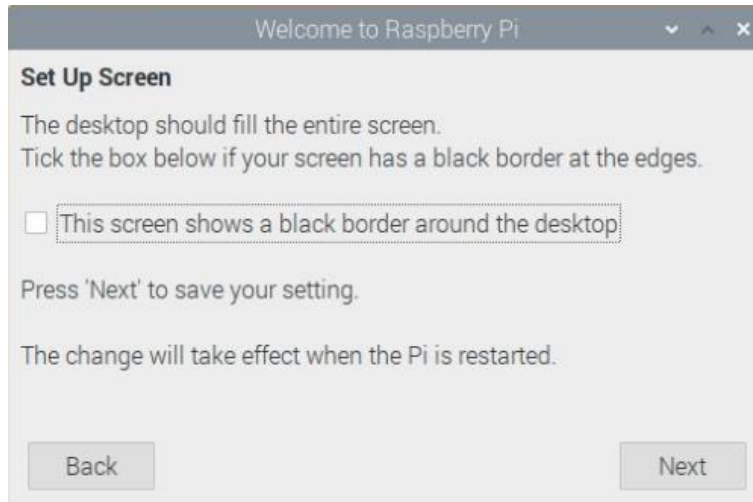 Welcome to Raspberry Pi
Set Up Screen
The desktop should fill the entire screen.
Tick the box below if your screen has a black border at the edges.
This screen shows a black border around the desktop
Press 'Next' to save your setting.
The change will take effect when the Pi is restarted.
Back Next